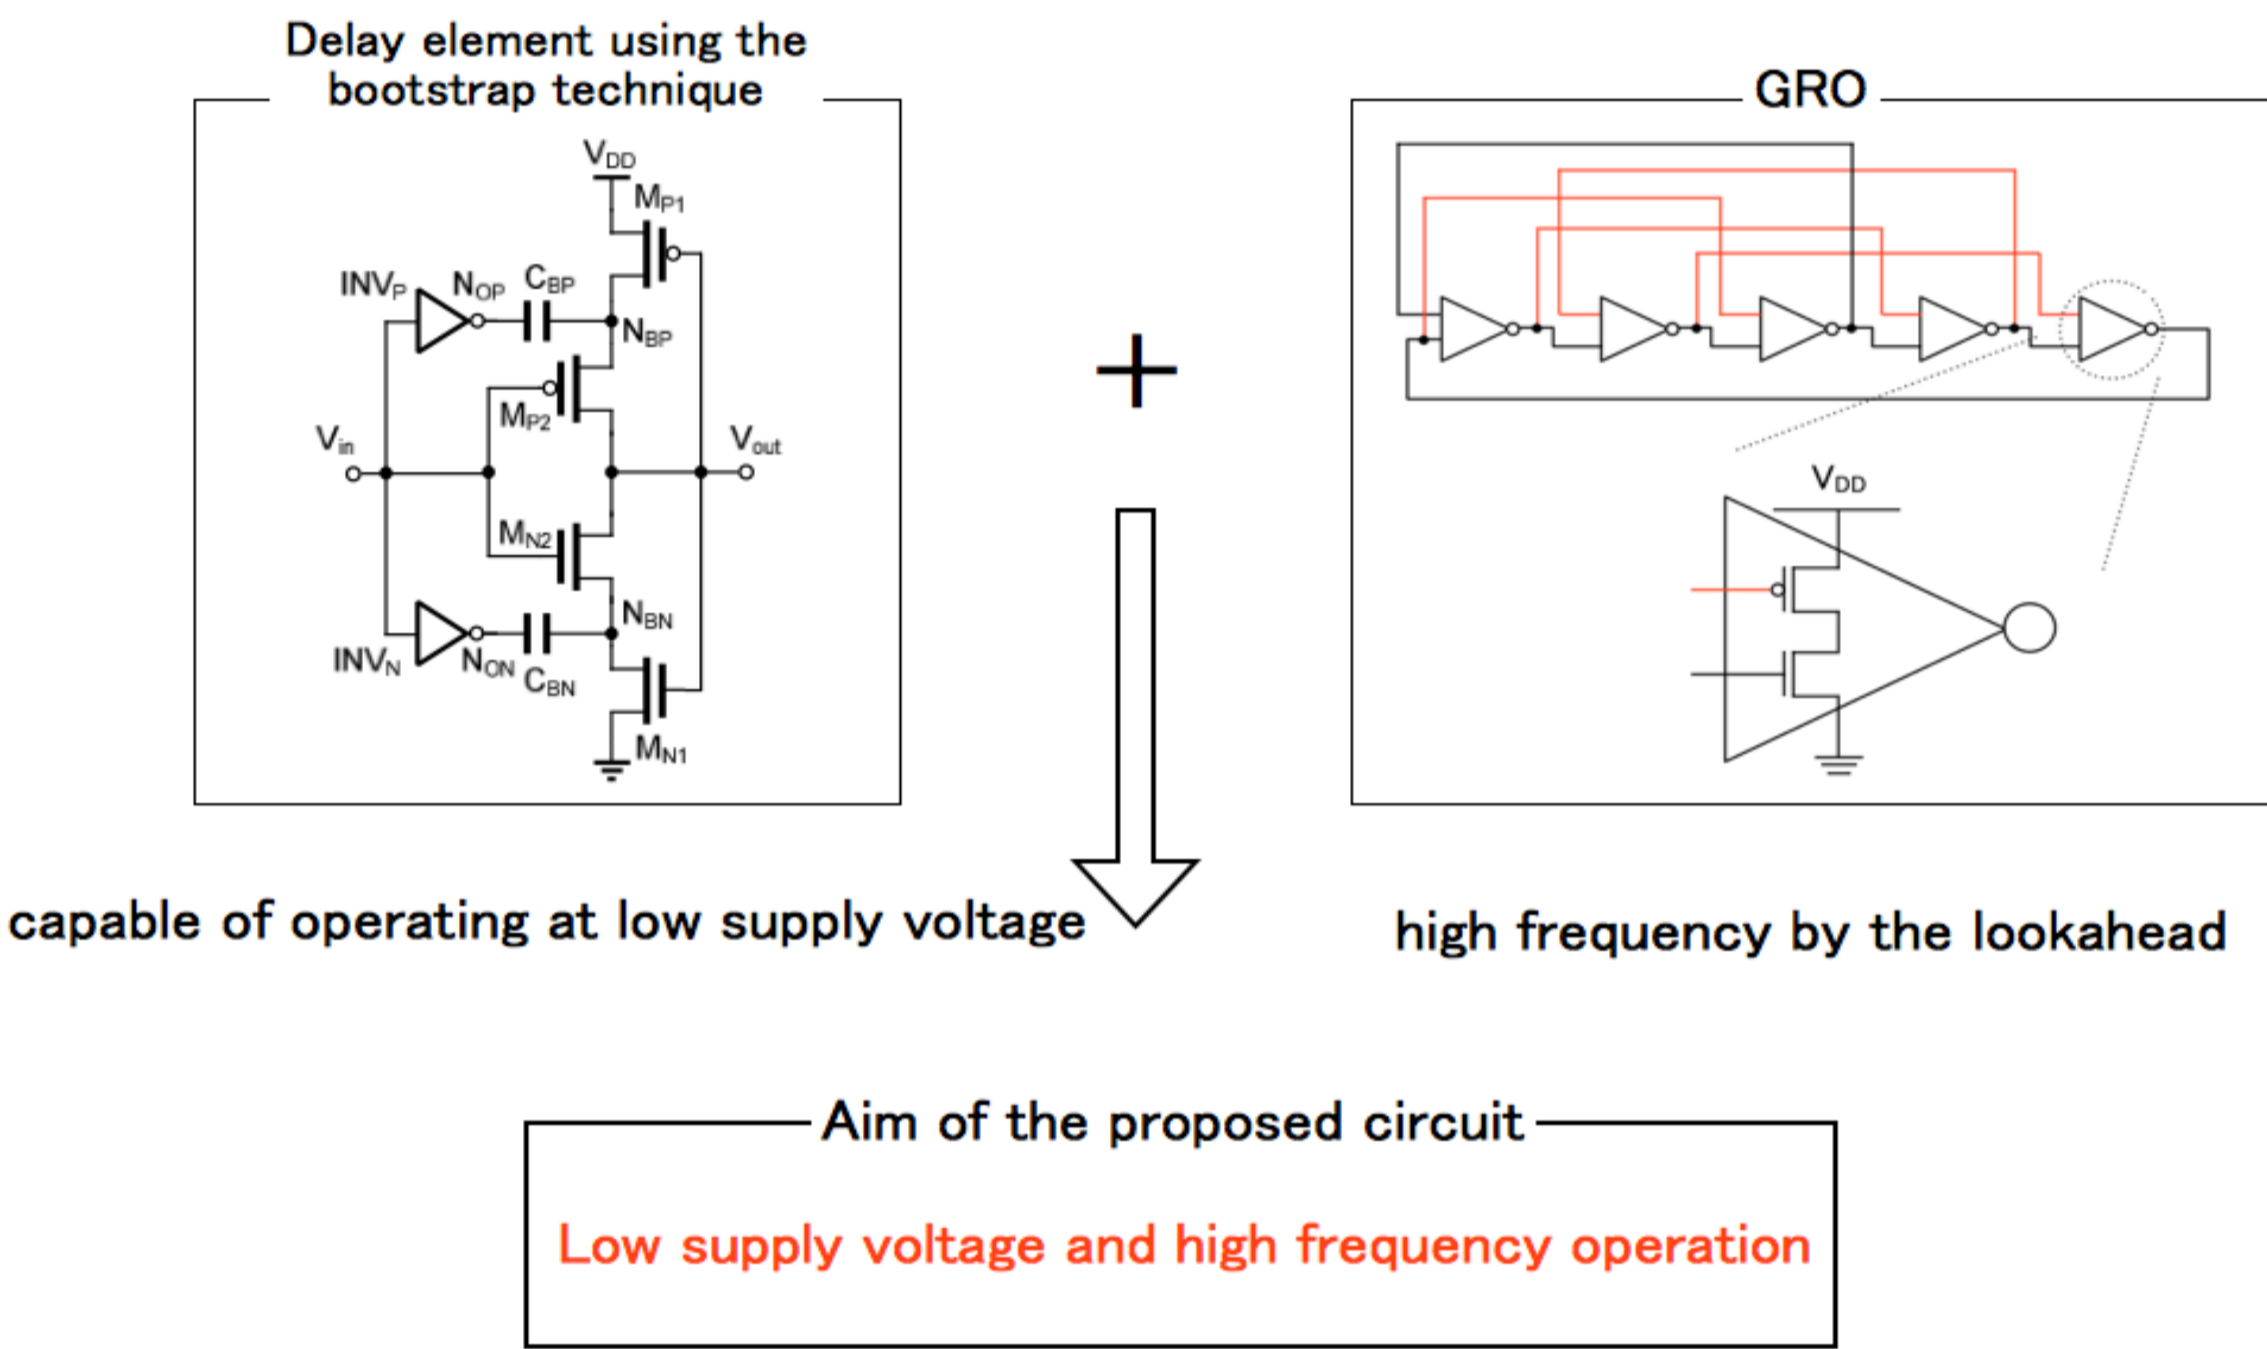 Delay element using the
bootstrap technique
GRO
VDD
MP1
INVP
NOP
CBP
NBP
MP2
Vin
Vout
MN2
NBN
INVN
NON
CBN
MN1
+
VDD
capable of operating at low supply voltage
high frequency by the lookahead
Aim of the proposed circuit
Low supply voltage and high frequency operation